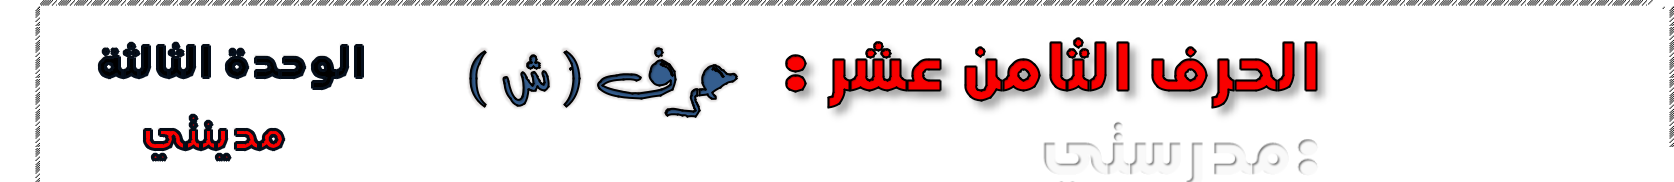 الحرف الثامن عشر : حرف ( ش )
الوحدة الثالثة
مدرستي:
مدينتي